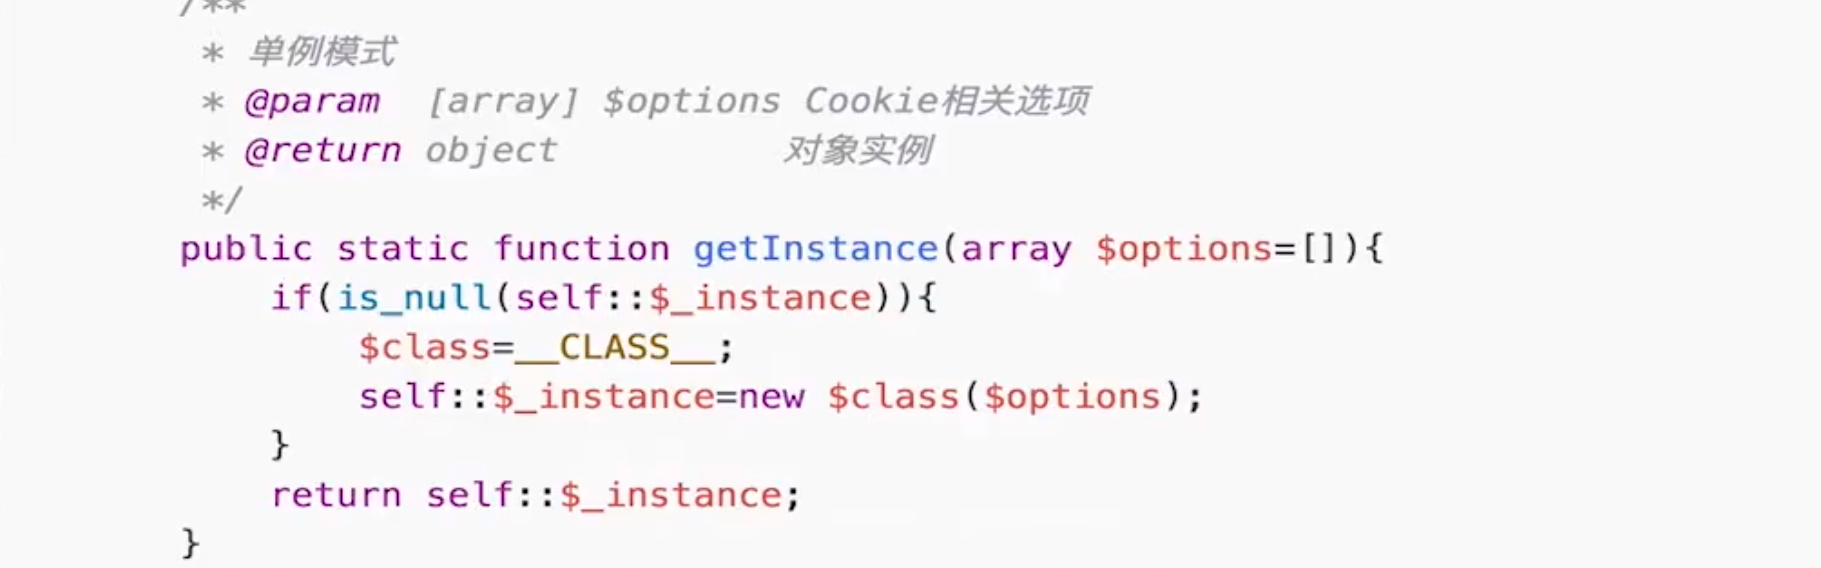 /**
* 单例模式
* @param  [array] $options Cookie相关选项
* @return object          对象实例
*/
public static function getInstance(array $options=[]){
    if(is_null(self::$_instance)){
        $class=__CLASS__;
        self::$_instance=new $class($options);
    }
    return self::$_instance;
}